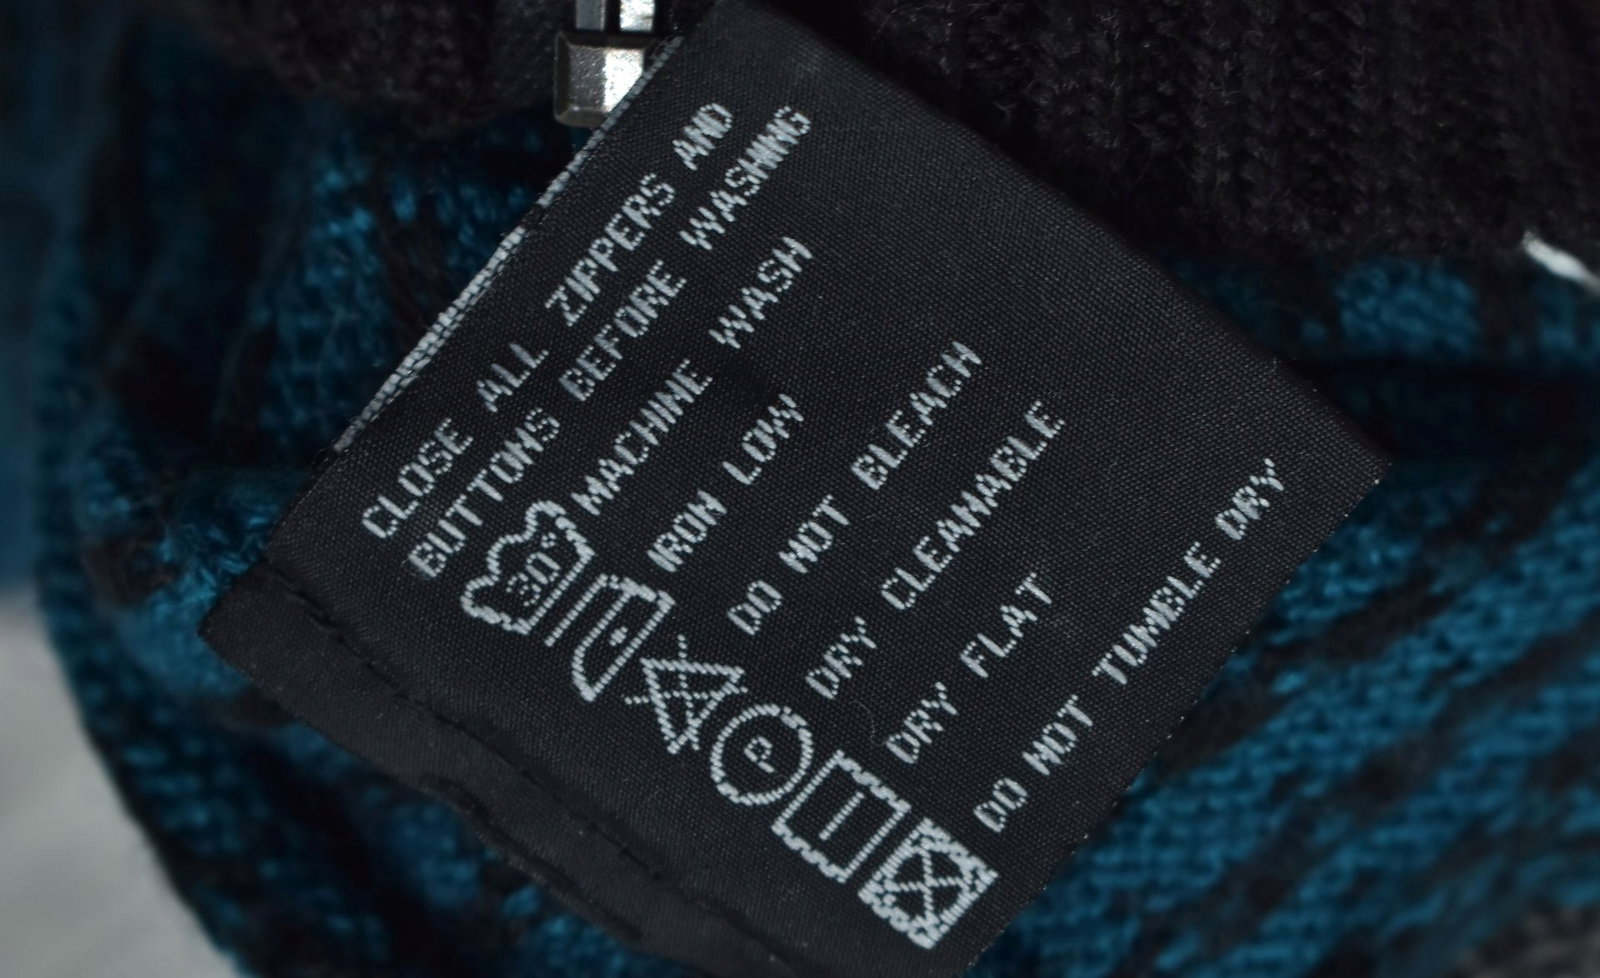 CLOSE ALL ZIPPERS AND
BUTTONS BEFORE WASHING
30° MACHINE WASH
IRON LOW
DO NOT BLEACH
P DRY CLEANABLE
DRY FLAT
DO NOT TUMBLE DRY